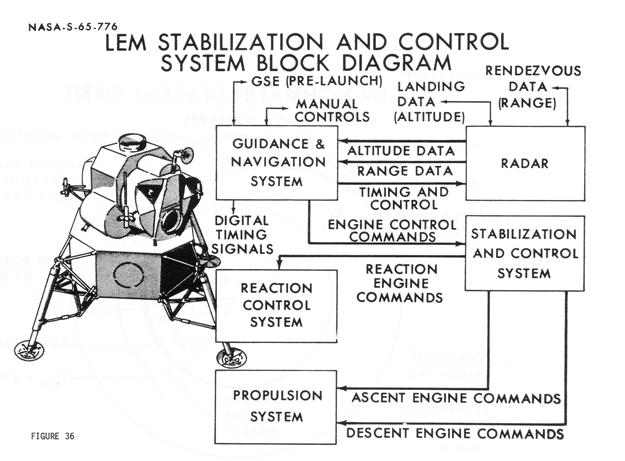 NASA-S-65-776
LEM STABILIZATION AND CONTROL
SYSTEM BLOCK DIAGRAM
GSE (PRE-LAUNCH)
MANUAL
CONTROLS
LANDING
DATA
(ALTITUDE)
RENDEZVOUS
DATA
(RANGE)
GUIDANCE &
NAVIGATION
SYSTEM
ALTITUDE DATA
RANGE DATA
TIMING AND
CONTROL
RADAR
DIGITAL
TIMING
SIGNALS
ENGINE CONTROL
COMMANDS
STABILIZATION
AND CONTROL
SYSTEM
REACTION
ENGINE
COMMANDS
REACTION
CONTROL
SYSTEM
PROPULSION
SYSTEM
ASCENT ENGINE COMMANDS
DESCENT ENGINE COMMANDS
FIGURE 36